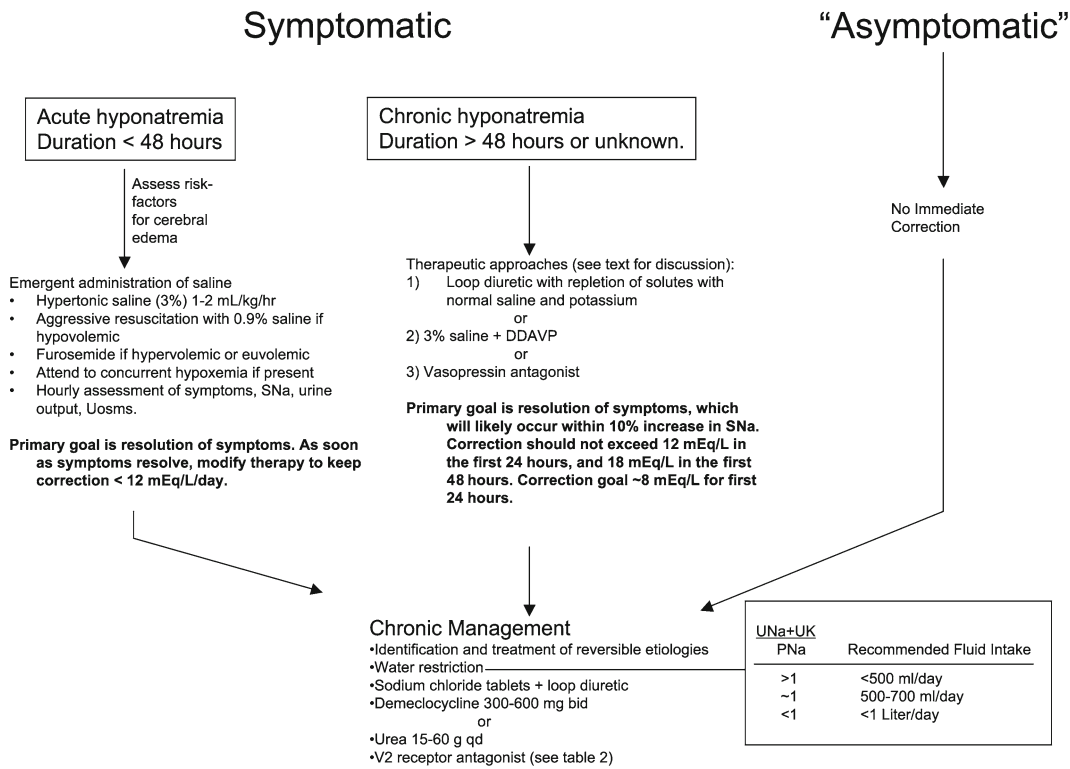 Symptomatic
“Asymptomatic”
Acute hyponatremia
Duration < 48 hours
Assess risk-
factors
for cerebral
edema
Emergent administration of saline
• Hypertonic saline (3%) 1-2 mL/kg/hr
• Aggressive resuscitation with 0.9% saline if
hypovolemic
• Furosemide if hypervolemic or euvolemic
• Attend to concurrent hypoxemia if present
• Hourly assessment of symptoms, SNa, urine
output, Uosms.
Primary goal is resolution of symptoms. As soon
as symptoms resolve, modify therapy to keep
correction < 12 mEq/L/day.
Chronic hyponatremia
Duration > 48 hours or unknown.
Therapeutic approaches (see text for discussion):
1) Loop diuretic with repletion of solutes with
normal saline and potassium
or
2) 3% saline + DDAVP
or
3) Vasopressin antagonist
Primary goal is resolution of symptoms, which
will likely occur within 10% increase in SNa.
Correction should not exceed 12 mEq/L in
the first 24 hours, and 18 mEq/L in the first
48 hours. Correction goal ~8 mEq/L for first
24 hours.
No Immediate
Correction
Chronic Management
•Identification and treatment of reversible etiologies
•Water restriction
•Sodium chloride tablets + loop diuretic
•Demeclocycline 300-600 mg bid
or
•Urea 15-60 g qd
•V2 receptor antagonist (see table 2)
UNa+UK
PNa Recommended Fluid Intake
>1 <500 ml/day
~1 500-700 ml/day
<1 <1 Liter/day